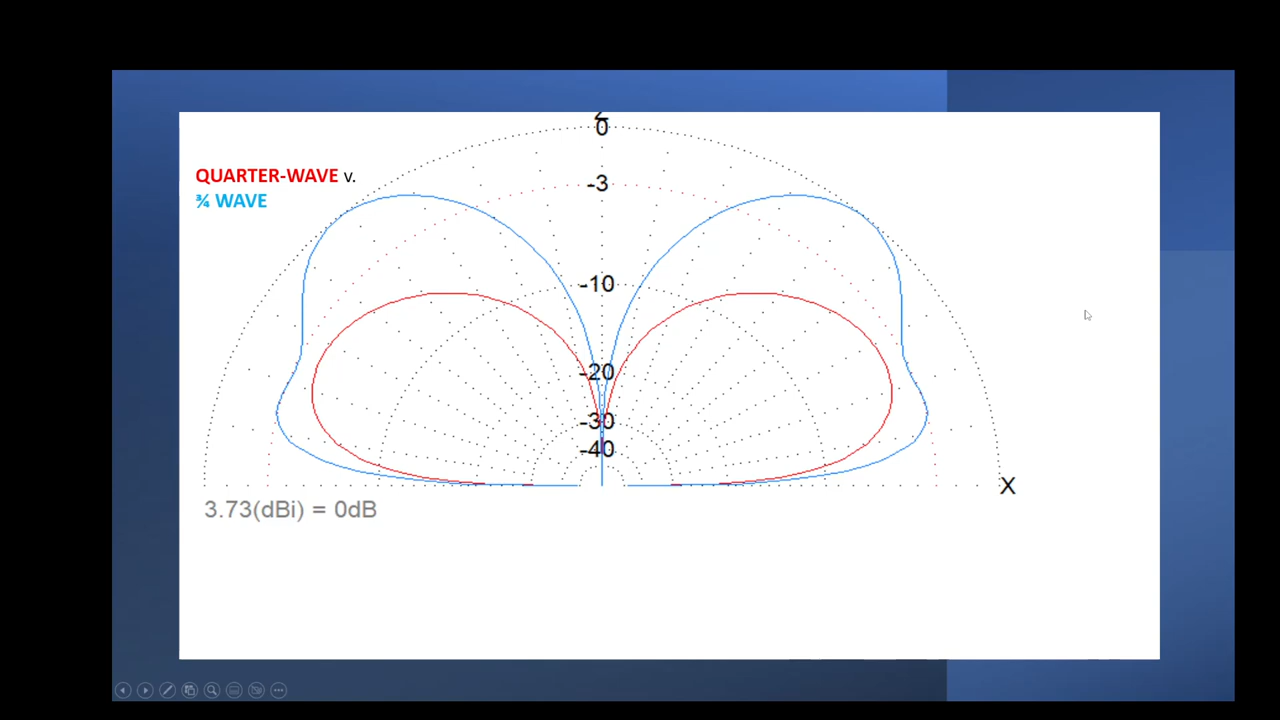 QUARTER-WAVE v.
¾ WAVE
0
-3
-10
-20
-30
-40
X
3.73(dBi) = 0dB